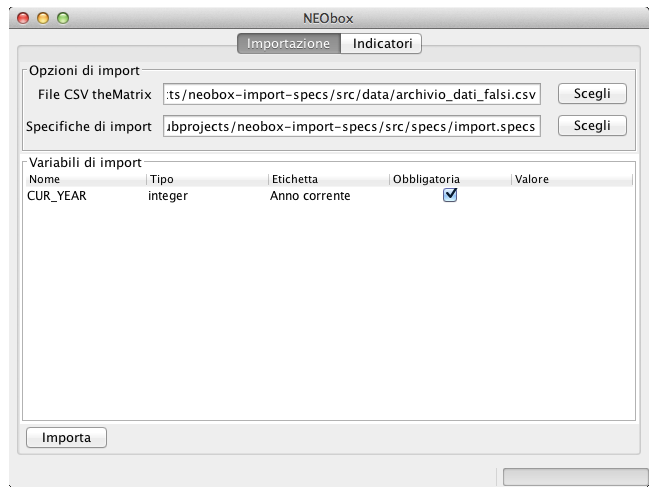 NEObox
Importazione Indicatori
Opzioni di import
File CSV theMatrix :ts/neobox-import-specs/src/data/archivio_dati_falsi.csv Scegli
Specifiche di import ubprojects/neobox-import-specs/src/specs/import.specs Scegli
Variabili di import
Nome Tipo Etichetta Obbligatoria Valore
CUR_YEAR integer Anno corrente
Importa